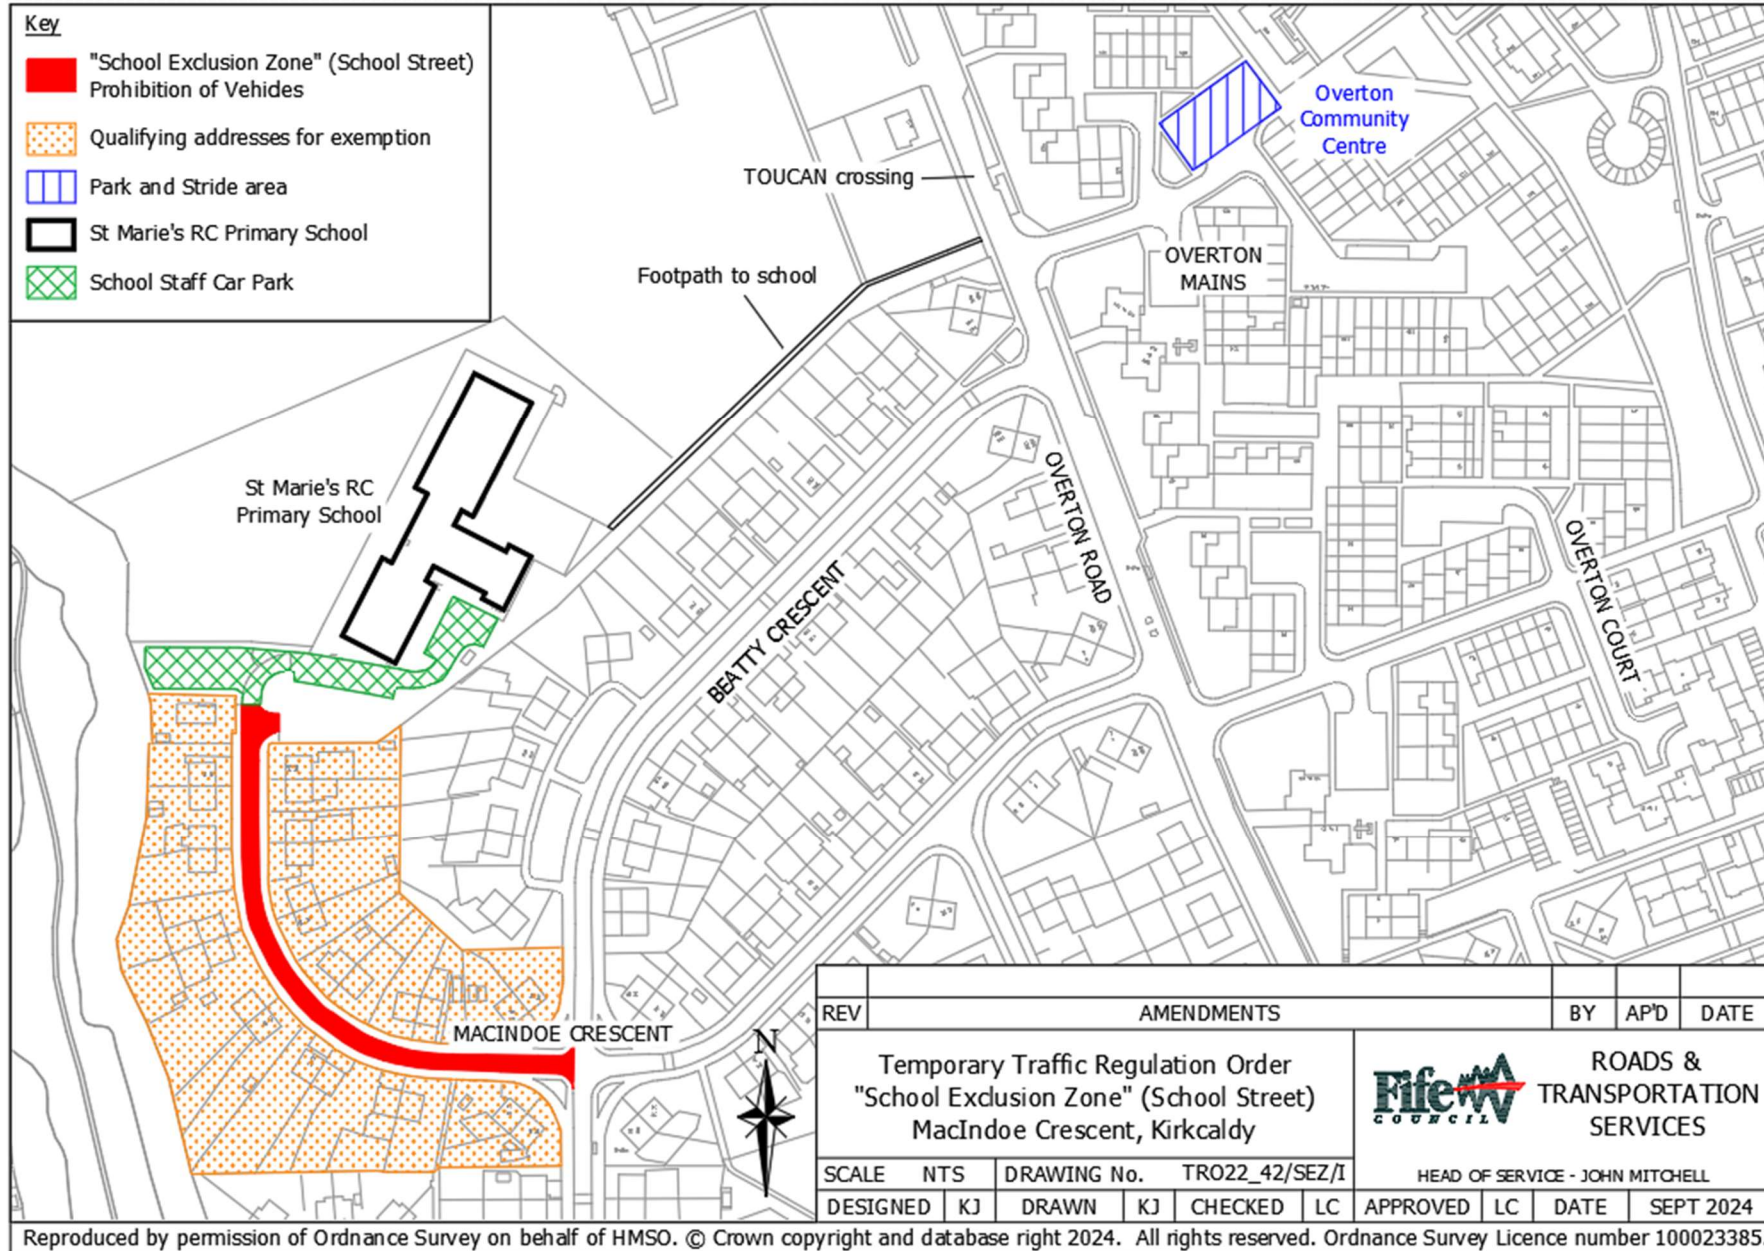 Key
"School Exclusion Zone" (School Street)
Prohibition of Vehicles
Qualifying addresses for exemption
Park and Stride area
St Marie's RC Primary School
School Staff Car Park
Overton
Community
Centre
TOUCAN crossing
Footpath to school
OVERTON
MAINS
St Marie's RC
Primary School
OVERTON ROAD
BEATTY CRESCENT
OVERTON COURT
MACINDOE CRESCENT
N
REV AMENDMENTS BY AP'D DATE
Temporary Traffic Regulation Order
"School Exclusion Zone" (School Street)
MacIndoe Crescent, Kirkcaldy
Fife
COUNCIL
ROADS &
TRANSPORTATION
SERVICES
HEAD OF SERVICE - JOHN MITCHELL
SCALE NTS DRAWING No. TRO22_42/SEZ/I
DESIGNED KJ DRAWN KJ CHECKED LC APPROVED LC DATE SEPT 2024
Reproduced by permission of Ordnance Survey on behalf of HMSO. © Crown copyright and database right 2024. All rights reserved. Ordnance Survey Licence number 100023385